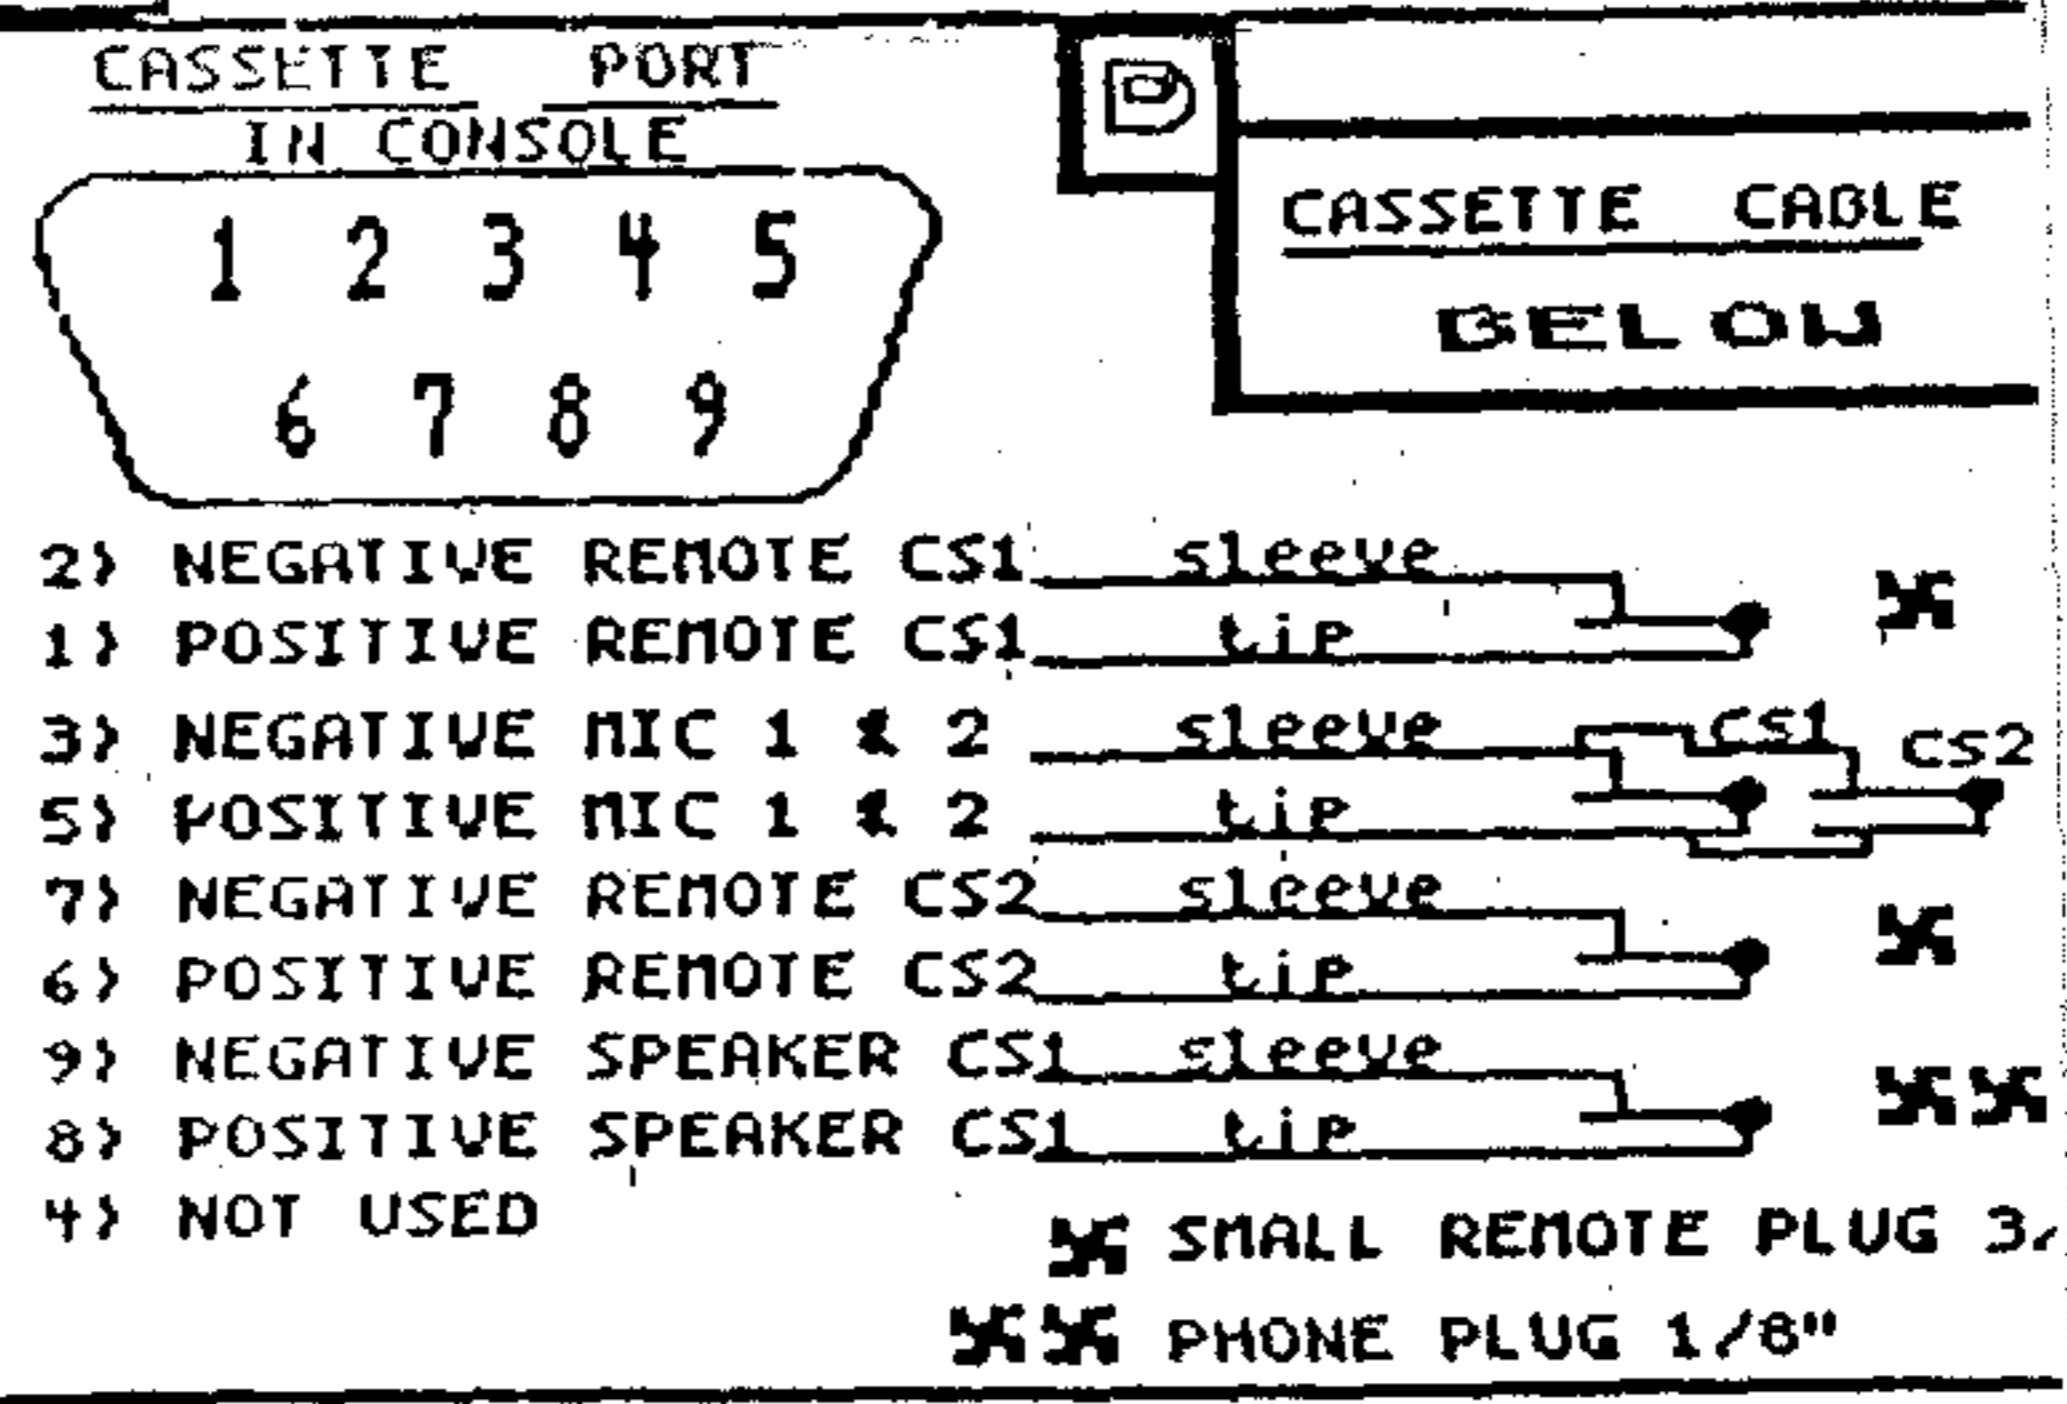 CASSETTE PORT
IN CONSOLE
1 2 3 4 5
6 7 8 9
D
CASSETTE CABLE
BELOW
2) NEGATIVE REMOTE CS1 sleeve
1) POSITIVE REMOTE CS1 tip
3) NEGATIVE MIC 1 & 2 sleeve CS1 CS2
5) POSITIVE MIC 1 & 2 tip
7) NEGATIVE REMOTE CS2 sleeve
6) POSITIVE REMOTE CS2 tip
9) NEGATIVE SPEAKER CS1 sleeve
8) POSITIVE SPEAKER CS1 tip
4) NOT USED
SMALL REMOTE PLUG 3/
PHONE PLUG 1/8"